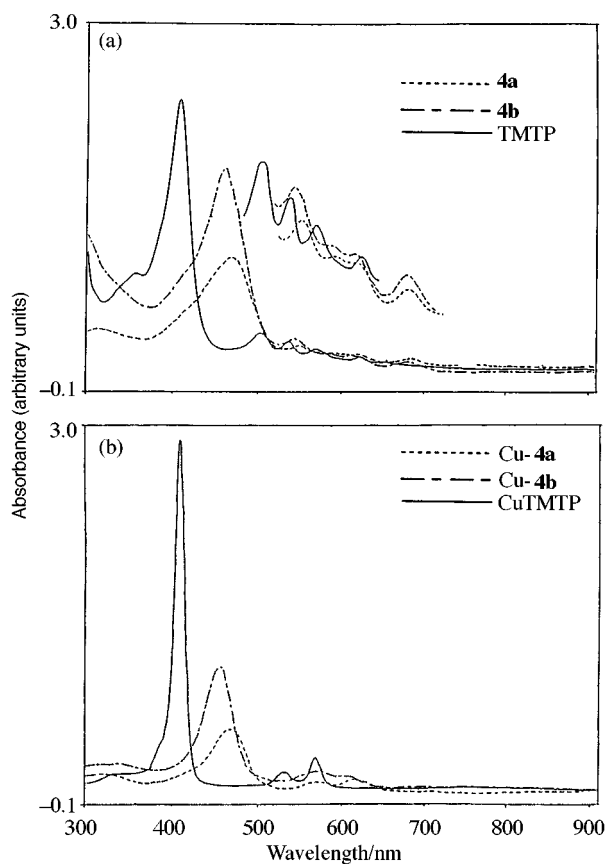 3.0
(a)
4a
4b
TMTP
Absorbance (arbitrary units)
–0.1
3.0
(b)
Cu-4a
Cu-4b
CuTMTP
–0.1
300 400 500 600 700 800 900
Wavelength/nm